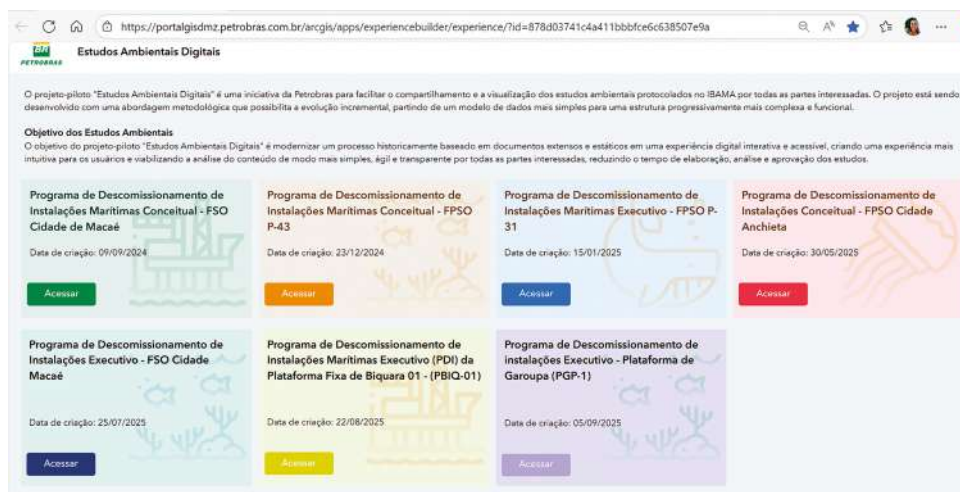 https://portalgisdmz.petrobras.com.br/arcgis/apps/experiencebuilder/experience/?id=878d03741c4a411bbbfce6c638507e9a
BR
PETROBRAS
Estudos Ambientais Digitais
O projeto-piloto "Estudos Ambientais Digitais" é uma iniciativa da Petrobras para facilitar o compartilhamento e a visualização dos estudos ambientais protocolados no IBAMA por todas as partes interessadas. O projeto está sendo
desenvolvido com uma abordagem metodológica que possibilita a evolução incremental, partindo de um modelo de dados mais simples para uma estrutura progressivamente mais complexa e funcional.
Objetivo dos Estudos Ambientais
O objetivo do projeto-piloto "Estudos Ambientais Digitais" é modernizar um processo historicamente baseado em documentos extensos e estáticos em uma experiência digital interativa e acessível, criando uma experiência mais
intuitiva para os usuários e viabilizando a análise do conteúdo de modo mais simples, ágil e transparente por todas as partes interessadas, reduzindo o tempo de elaboração, análise e aprovação dos estudos.
Programa de Descomissionamento de
Instalações Marítimas Conceitual - FSO
Cidade de Macaé
Data de criação: 09/09/2024
Acessar
Programa de Descomissionamento de
Instalações Marítimas Conceitual - FPSO
P-43
Data de criação: 23/12/2024
Acessar
Programa de Descomissionamento de
Instalações Marítimas Executivo - FPSO P-
31
Data de criação: 15/01/2025
Acessar
Programa de Descomissionamento de
Instalações Conceitual - FPSO Cidade
Anchieta
Data de criação: 30/05/2025
Acessar
Programa de Descomissionamento de
Instalações Executivo - FSO Cidade
Macaé
Data de criação: 25/07/2025
Acessar
Programa de Descomissionamento de
Instalações Marítimas Executivo (PDI) da
Plataforma Fixa de Biquara 01 - (PBIQ-01)
Data de criação: 22/08/2025
Acessar
Programa de Descomissionamento de
instalações Executivo - Plataforma de
Garoupa (PGP-1)
Data de criação: 05/09/2025
Acessar